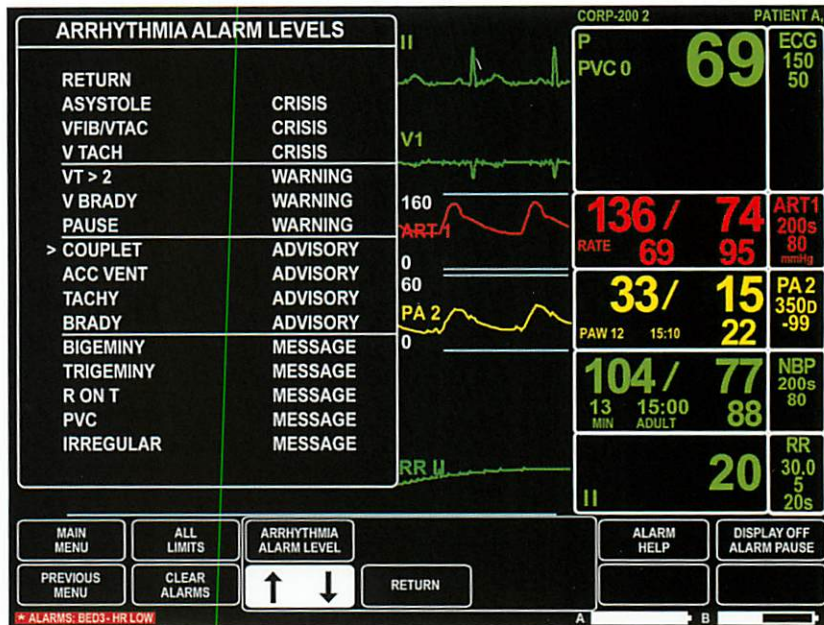 ARRHYTHMIA ALARM LEVELS
RETURN
ASYSTOLE CRISIS
VFIB/VTAC CRISIS
V TACH CRISIS
VT > 2 WARNING
V BRADY WARNING
PAUSE WARNING
> COUPLET ADVISORY
ACC VENT ADVISORY
TACHY ADVISORY
BRADY ADVISORY
BIGEMINY MESSAGE
TRIGEMINY MESSAGE
R ON T MESSAGE
PVC MESSAGE
IRREGULAR MESSAGE
II
V1
160
ART 1
0
60
PA 2
0
RR II
CORP-200 2 PATIENT A,
P
PVC 0
69
ECG
150
50
136/ 74
RATE 69 95
ART1
200s
80
mmHg
33/ 15
PAW 12 15:10 22
PA 2
350D
-99
104/ 77
13 15:00 88
MIN ADULT
NBP
200s
80
20
II
RR
30.0
5
20s
MAIN MENU
ALL LIMITS
ARRHYTHMIA ALARM LEVEL
ALARM HELP
DISPLAY OFF ALARM PAUSE
PREVIOUS MENU
CLEAR ALARMS
↑ ↓
RETURN
* ALARMS: BED3- HR LOW
A B